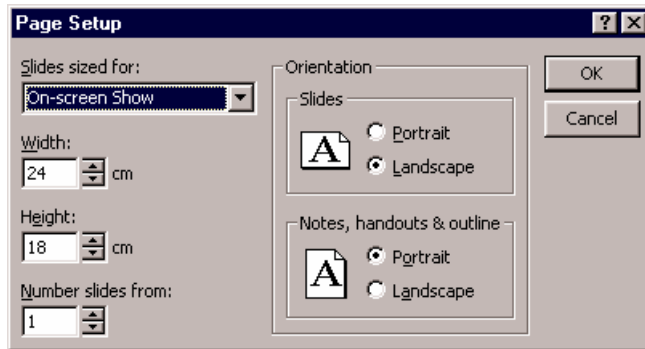 Page Setup
Slides sized for:
On-screen Show
Width:
24 cm
Height:
18 cm
Number slides from:
1
Orientation
Slides
A
Portrait
Landscape
Notes, handouts & outline
A
Portrait
Landscape
OK
Cancel